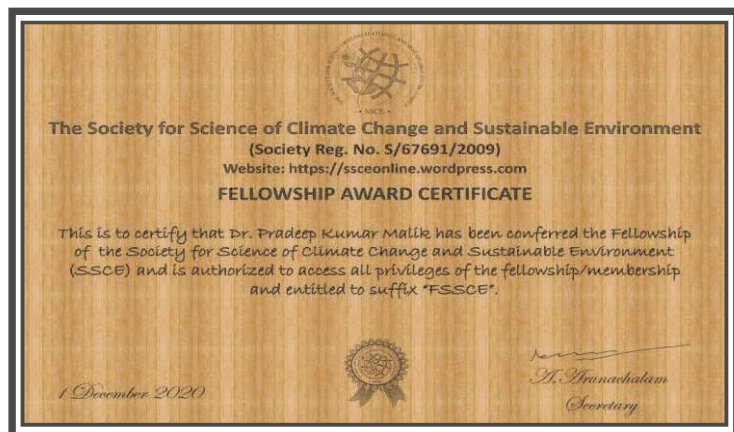 SSCE
The Society for Science of Climate Change and Sustainable Environment
(Society Reg. No. S/67691/2009)
Website: https://ssceonline.wordpress.com
FELLOWSHIP AWARD CERTIFICATE
This is to certify that Dr. Pradeep Kumar Malik has been conferred the Fellowship
of the Society for Science of Climate Change and Sustainable Environment
(SSCE) and is authorized to access all privileges of the fellowship/membership
and entitled to suffix "FSSCE".
1 December 2020
A. Arunachalam
Secretary